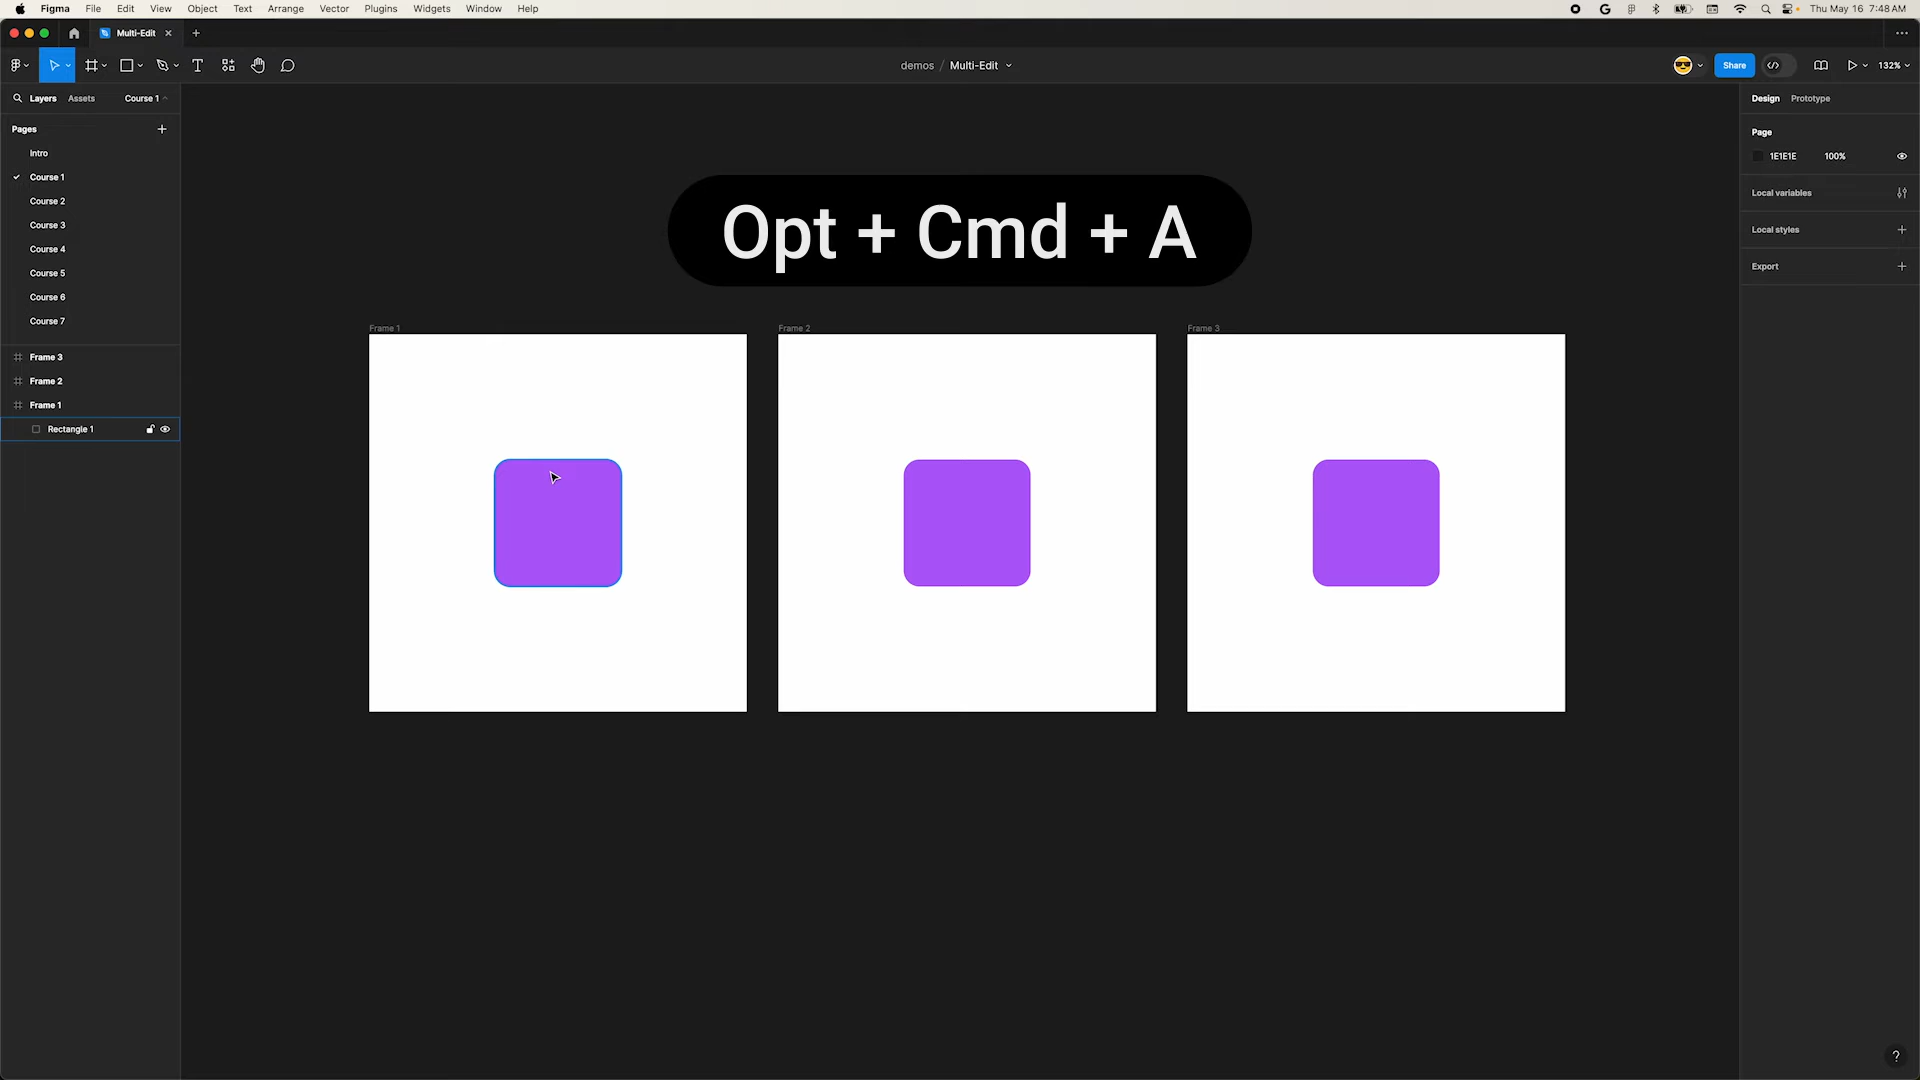 Figma File Edit View Object Text Arrange Vector Plugins Widgets Window Help
Thu May 16 7:48 AM
Multi-Edit
demos / Multi-Edit
Share
132%
Layers Assets Course 1
Design Prototype
Pages
Intro
Course 1
Course 2
Course 3
Course 4
Course 5
Course 6
Course 7
Frame 3
Frame 2
Frame 1
Rectangle 1
Opt + Cmd + A
Frame 1
Frame 2
Frame 3
Page
1E1E1E 100%
Local variables
Local styles
Export
?